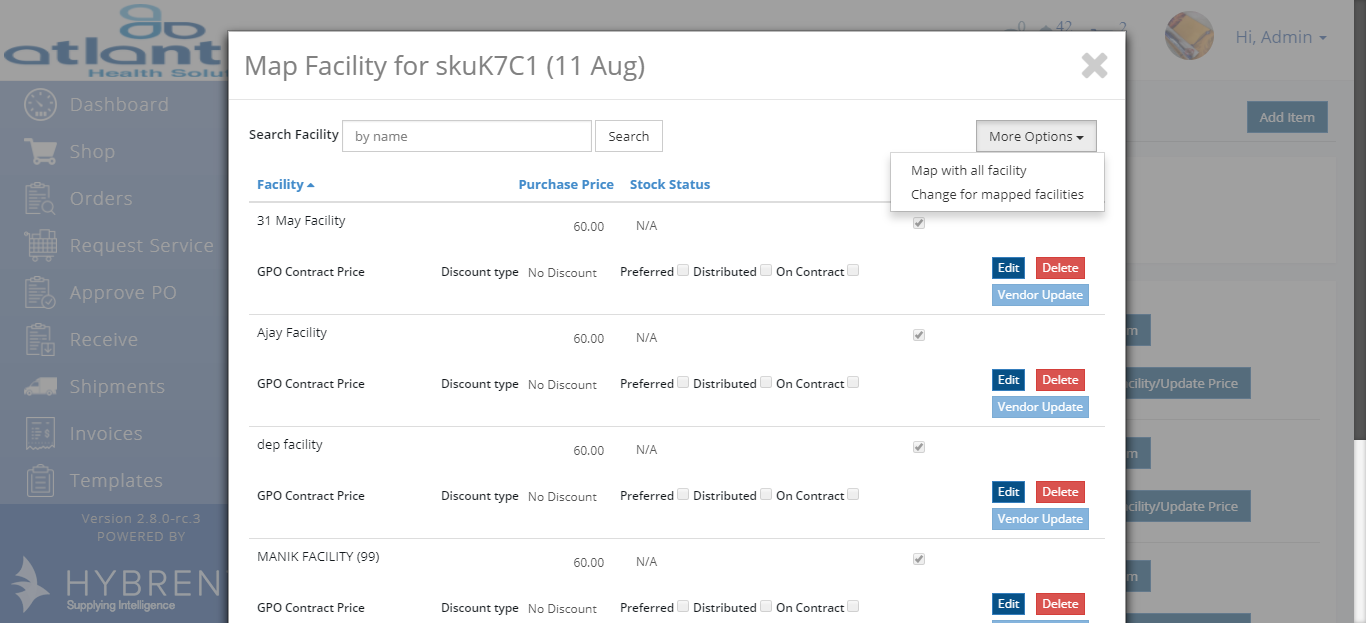 atlant
Health Solu
0 42 2
Hi, Admin
Map Facility for skuK7C1 (11 Aug)
Dashboard
Shop
Orders
Request Service
Approve PO
Receive
Shipments
Invoices
Templates
Version 2.8.0-rc.3
POWERED BY
HYBREN
Supplying Intelligence
Search Facility by name Search More Options
Map with all facility
Change for mapped facilities
Facility Purchase Price Stock Status
31 May Facility 60.00 N/A
GPO Contract Price Discount type No Discount Preferred Distributed On Contract Edit Delete
Vendor Update
Ajay Facility 60.00 N/A
GPO Contract Price Discount type No Discount Preferred Distributed On Contract Edit Delete
Vendor Update
dep facility 60.00 N/A
GPO Contract Price Discount type No Discount Preferred Distributed On Contract Edit Delete
Vendor Update
MANIK FACILITY (99) 60.00 N/A
GPO Contract Price Discount type No Discount Preferred Distributed On Contract Edit Delete
Add Item
m
cility/Update Price
m
cility/Update Price
m